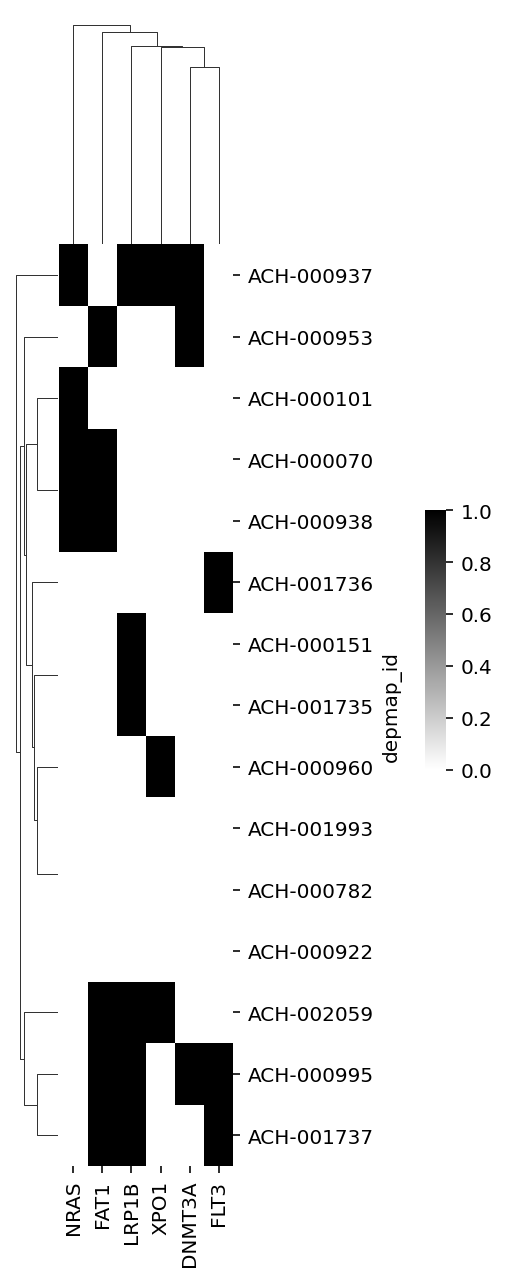 ACH-000937
ACH-000953
ACH-000101
ACH-000070
ACH-000938
ACH-001736
ACH-000151
ACH-001735
ACH-000960
ACH-001993
ACH-000782
ACH-000922
ACH-002059
ACH-000995
ACH-001737
depmap_id
1.0
0.8
0.6
0.4
0.2
0.0
NRAS
FAT1
LRP1B
XPO1
DNMT3A
FLT3